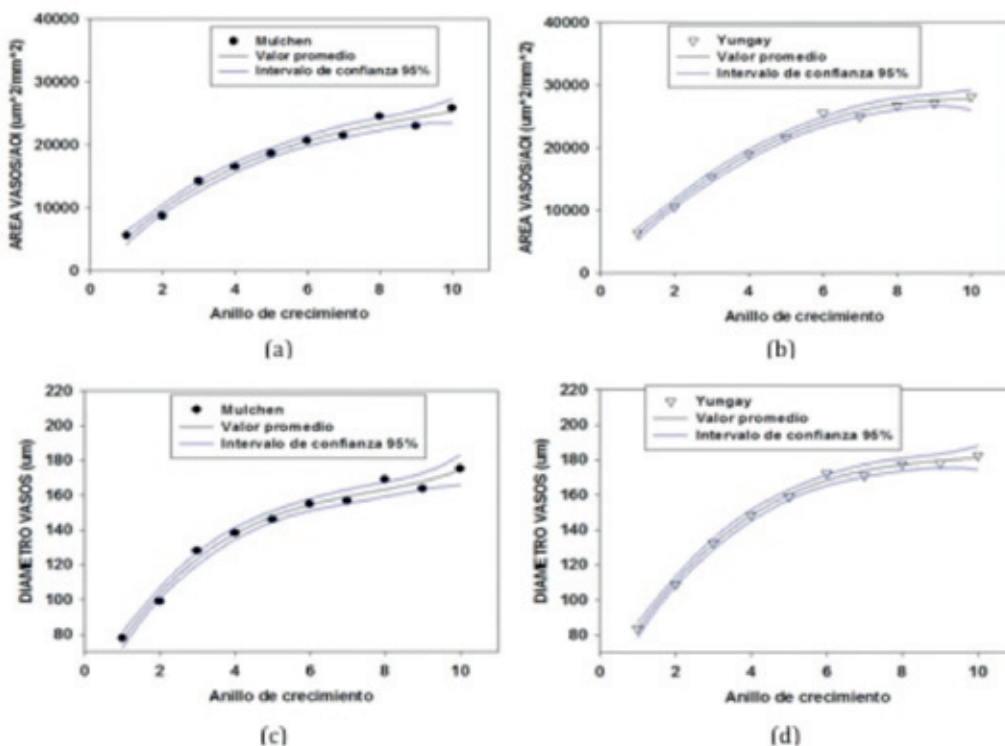 40000
30000
20000
10000
0
AREA VASOS/AOI (um^2/mm^2)
Mulchen
Valor promedio
Intervalo de confianza 95%
0 2 4 6 8 10
Anillo de crecimiento
(a)
40000
30000
20000
10000
0
AREA VASOS/AOI (um^2/mm^2)
Yungay
Valor promedio
Intervalo de confianza 95%
0 2 4 6 8 10
Anillo de crecimiento
(b)
220
200
180
160
140
120
100
80
DIAMETRO VASOS (um)
Mulchen
Valor promedio
Intervalo de confianza 95%
0 2 4 6 8 10
Anillo de crecimiento
(c)
220
200
180
160
140
120
100
80
DIAMETRO VASOS (um)
Yungay
Valor promedio
Intervalo de confianza 95%
0 2 4 6 8 10
Anillo de crecimiento
(d)